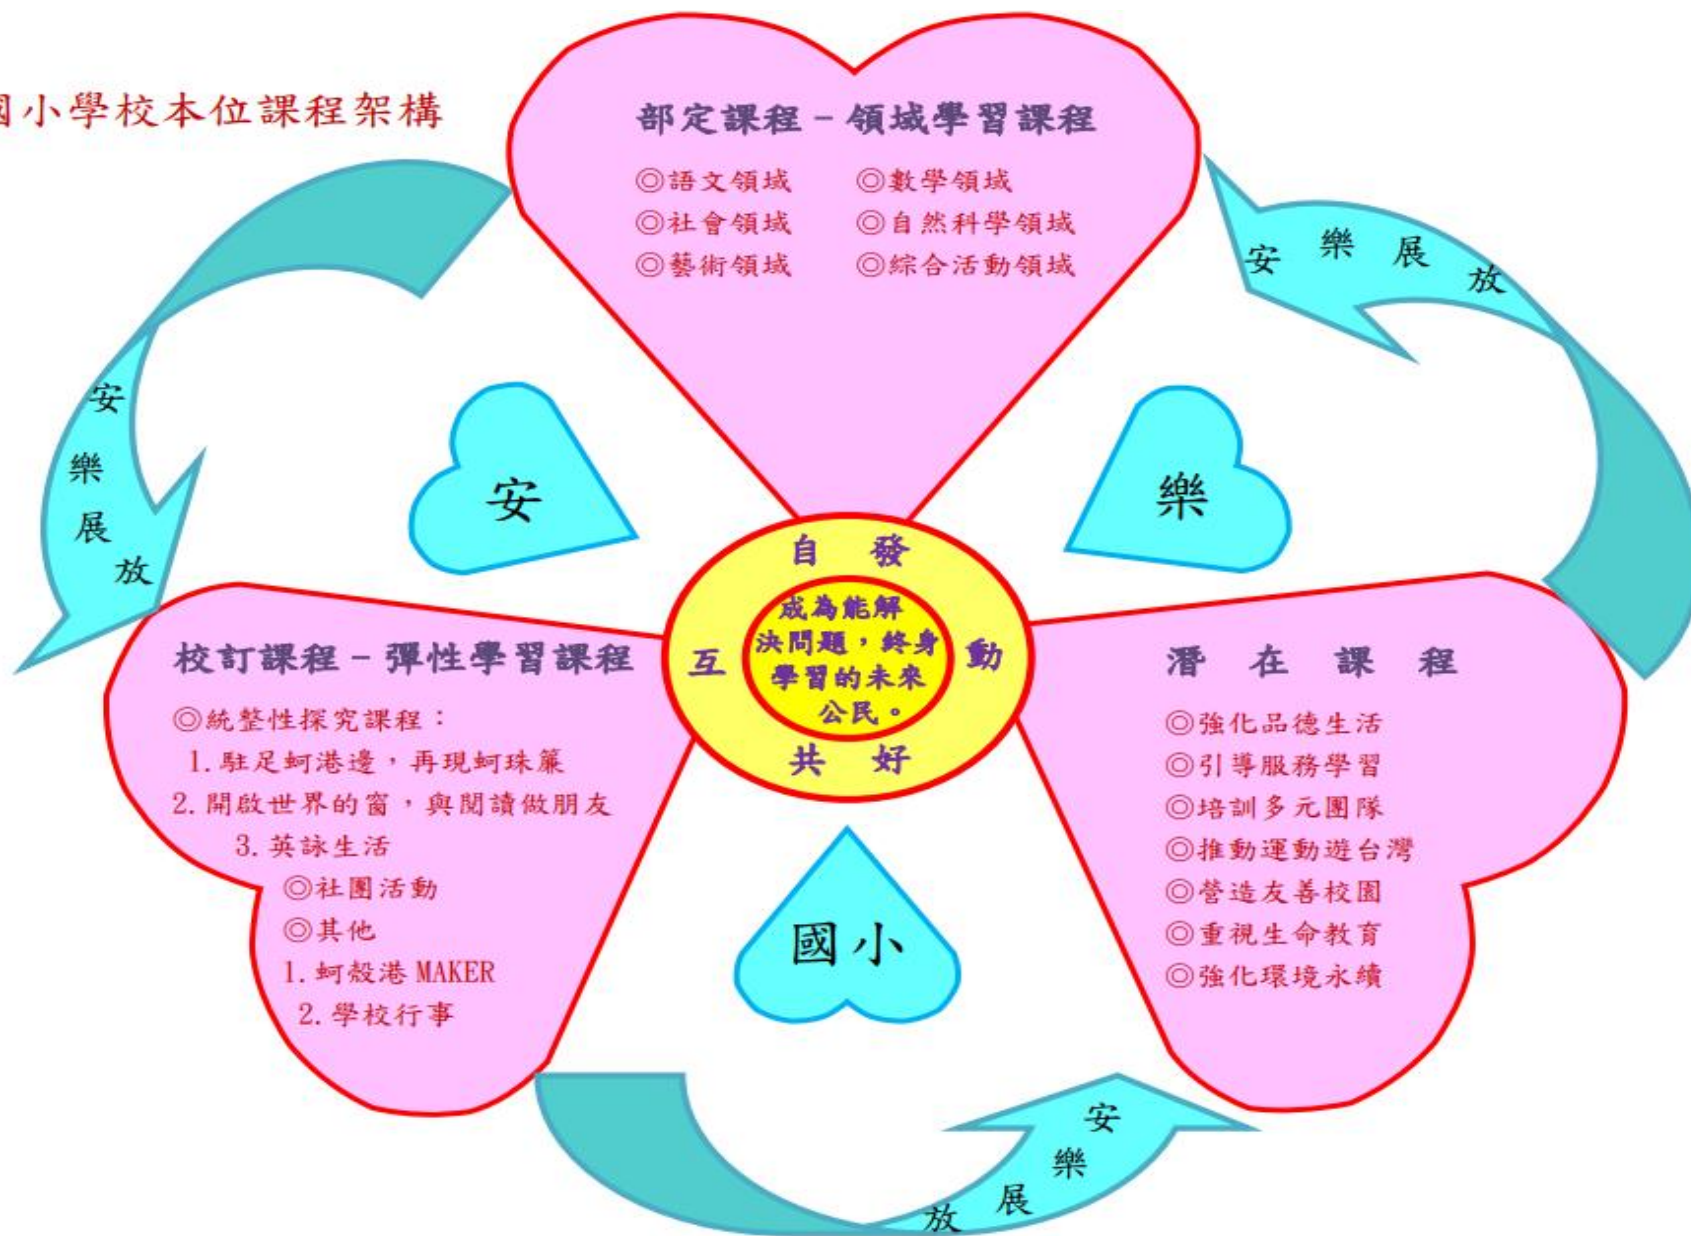 國小學校本位課程架構
部定課程－領域學習課程
◎語文領域 ◎數學領域
◎社會領域 ◎自然科學領域
◎藝術領域 ◎綜合活動領域
安樂展放
安樂展放
安
樂
自發
互動
共好
成為能解
決問題，終身
學習的未來
公民。
校訂課程－彈性學習課程
◎統整性探究課程：
1.駐足蚵港邊，再現蚵珠簾
2.開啟世界的窗，與閱讀做朋友
3.英詠生活
◎社團活動
◎其他
1.蚵殼港 MAKER
2.學校行事
潛在課程
◎強化品德生活
◎引導服務學習
◎培訓多元團隊
◎推動運動遊台灣
◎營造友善校園
◎重視生命教育
◎強化環境永續
國小
安樂展放